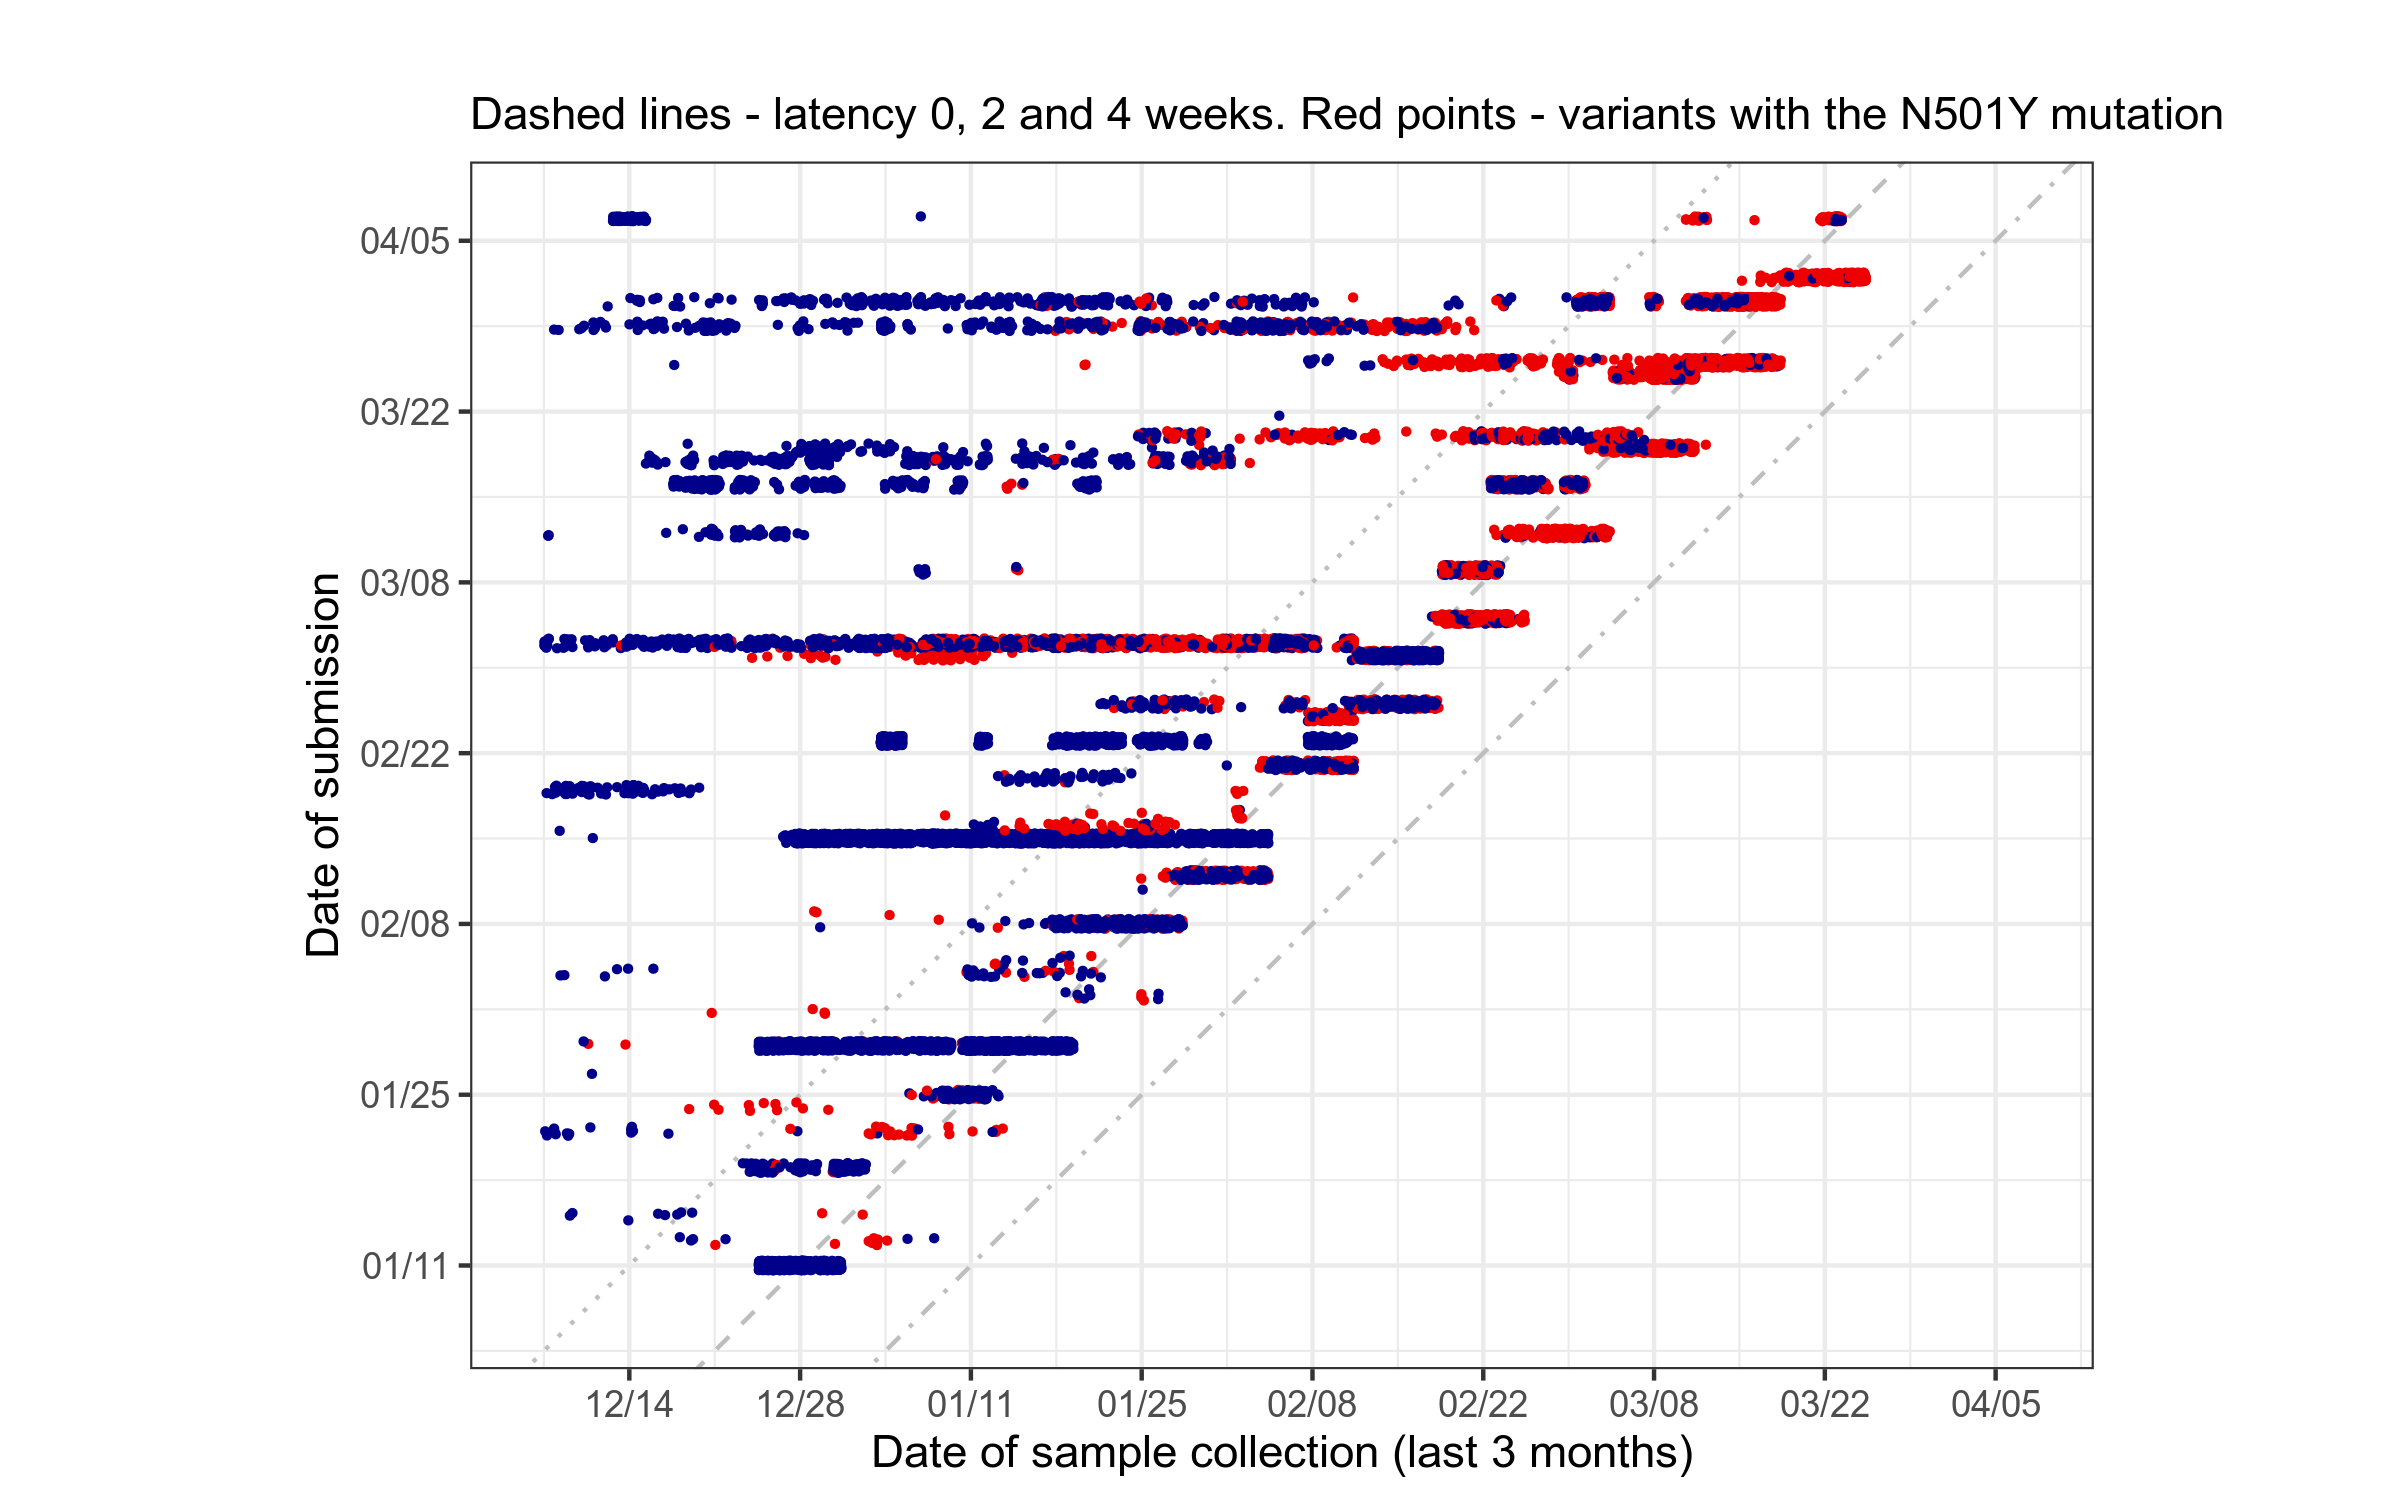 Dashed lines - latency 0, 2 and 4 weeks. Red points - variants with the N501Y mutation
Date of submission
04/05
03/22
03/08
02/22
02/08
01/25
01/11
12/14 12/28 01/11 01/25 02/08 02/22 03/08 03/22 04/05
Date of sample collection (last 3 months)